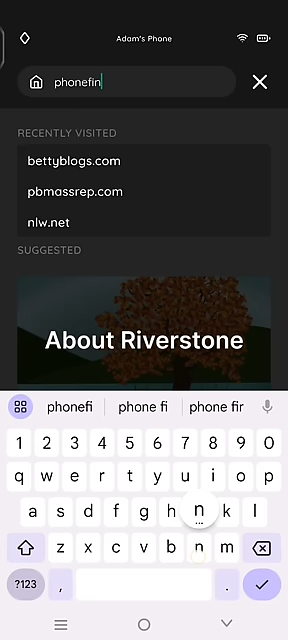 Adam's Phone
phonefin
RECENTLY VISITED
bettyblogs.com
pbmassrep.com
nlw.net
SUGGESTED
About Riverstone
phonefi phone fi phone fir
1 2 3 4 5 6 7 8 9 0
q w e r t y u i o p
a s d f g h n k l
...
z x c v b n m
?123 , .